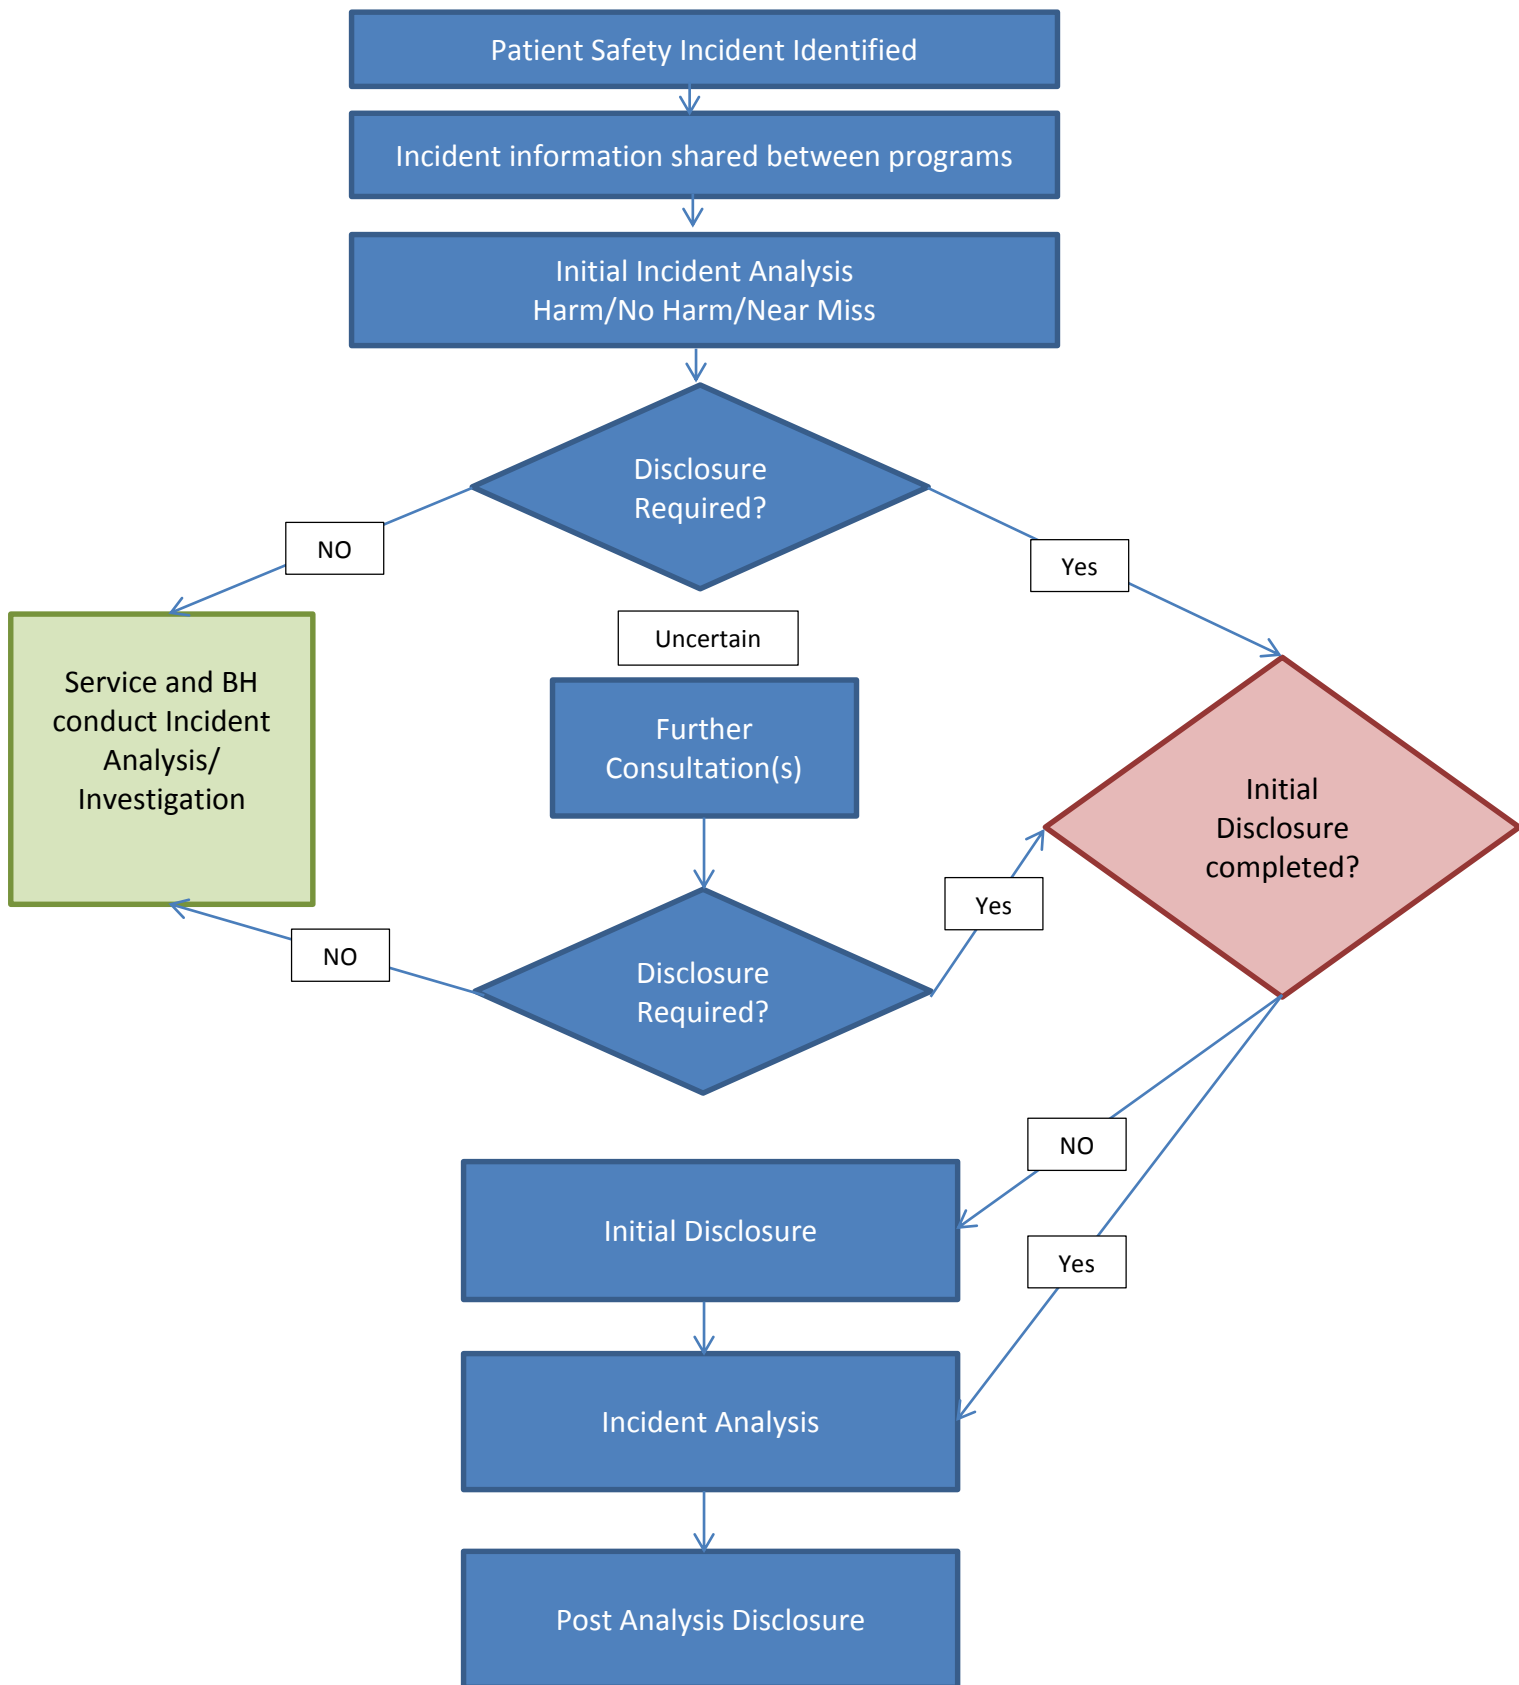 Patient Safety Incident Identified
Incident information shared between programs
Initial Incident Analysis
Harm/No Harm/Near Miss
Disclosure
Required?
NO
Yes
Uncertain
Service and BH
conduct Incident
Analysis/
Investigation
Further
Consultation(s)
Initial
Disclosure
completed?
Yes
NO
Disclosure
Required?
NO
Initial Disclosure
Yes
Incident Analysis
Post Analysis Disclosure